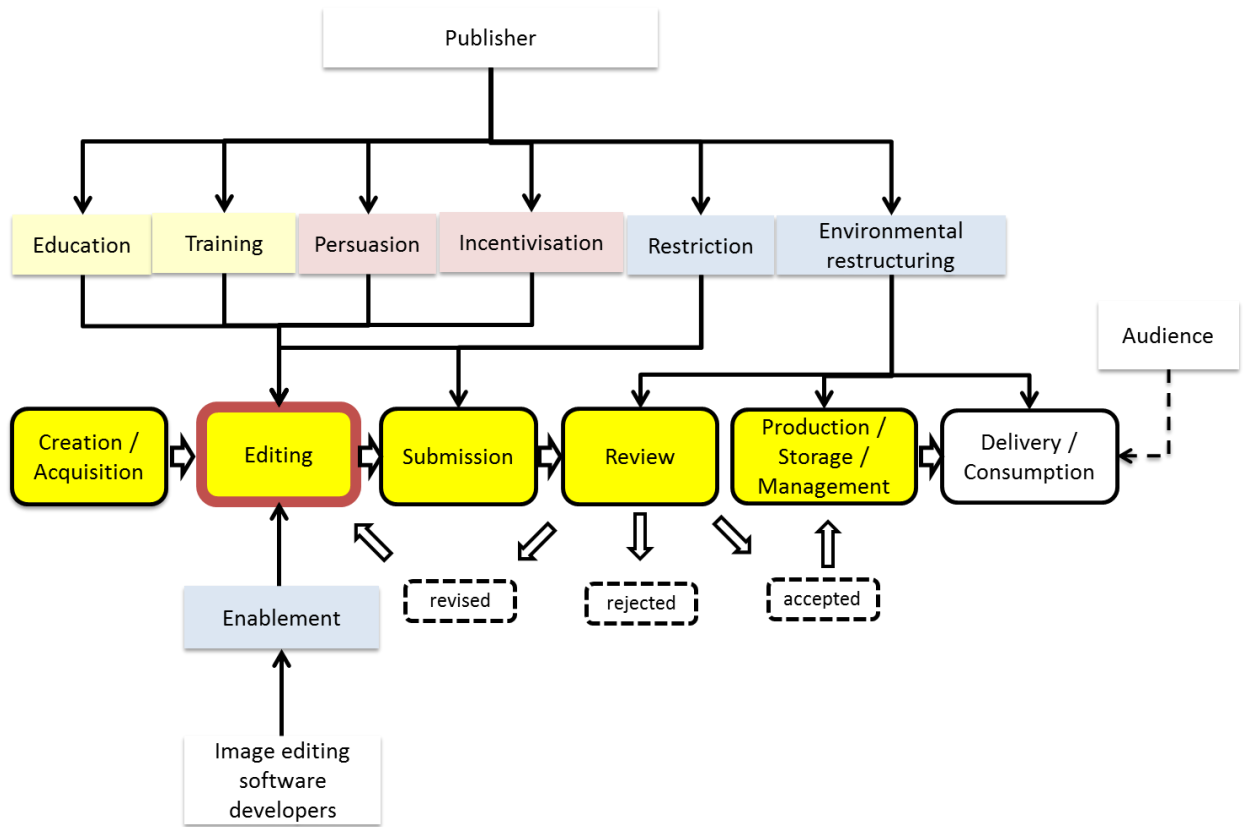 Publisher
Education
Training
Persuasion
Incentivisation
Restriction
Environmental
restructuring
Audience
Creation /
Acquisition
Editing
Submission
Review
Production /
Storage /
Management
Delivery /
Consumption
revised
rejected
accepted
Enablement
Image editing
software
developers